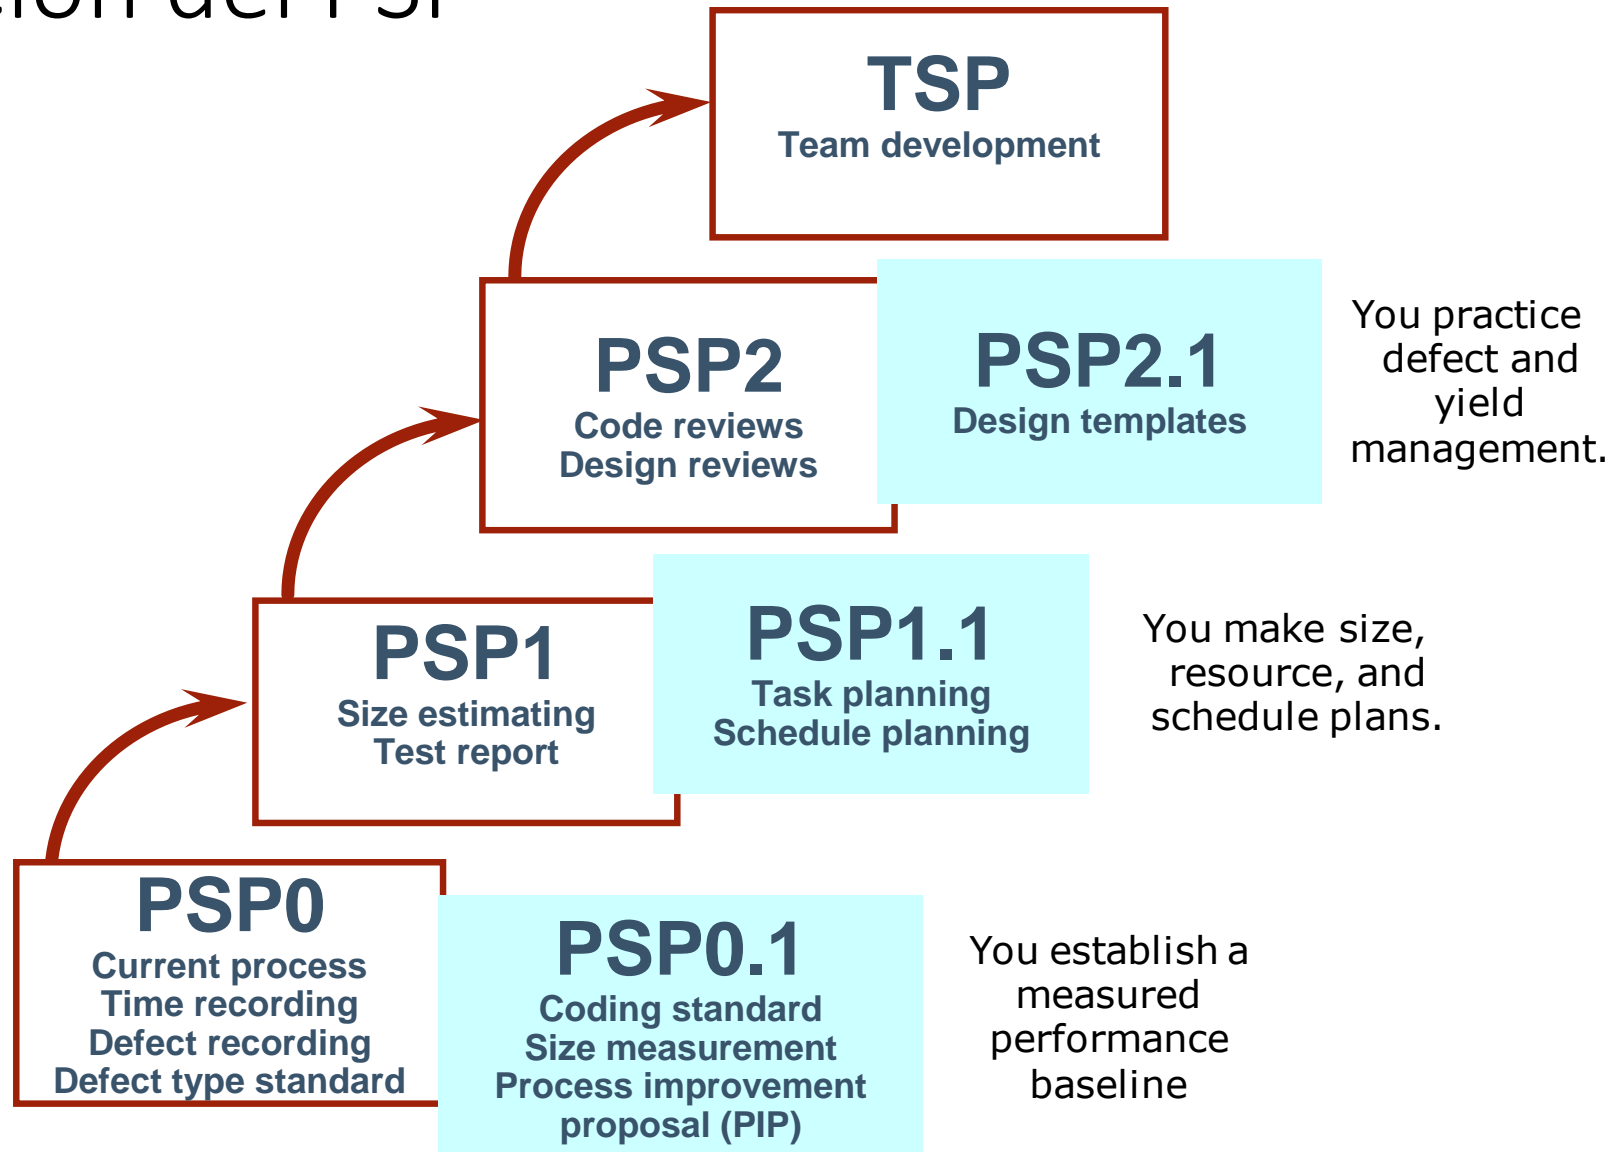 del PSP
TSP
Team development
PSP2
Code reviews
Design reviews
PSP2.1
Design templates
You practice
defect and
yield
management.
PSP1
Size estimating
Test report
PSP1.1
Task planning
Schedule planning
You make size,
resource, and
schedule plans.
PSP0
Current process
Time recording
Defect recording
Defect type standard
PSP0.1
Coding standard
Size measurement
Process improvement
proposal (PIP)
You establish a
measured
performance
baseline